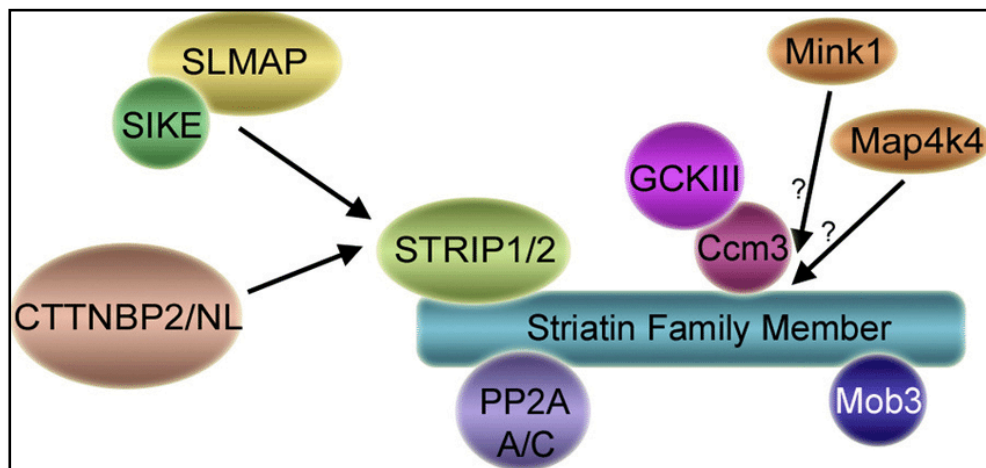 SLMAP
SIKE
Mink1
Map4k4
GCKIII
?
?
Ccm3
STRIP1/2
CTTNBP2/NL
Striatin Family Member
PP2A
A/C
Mob3